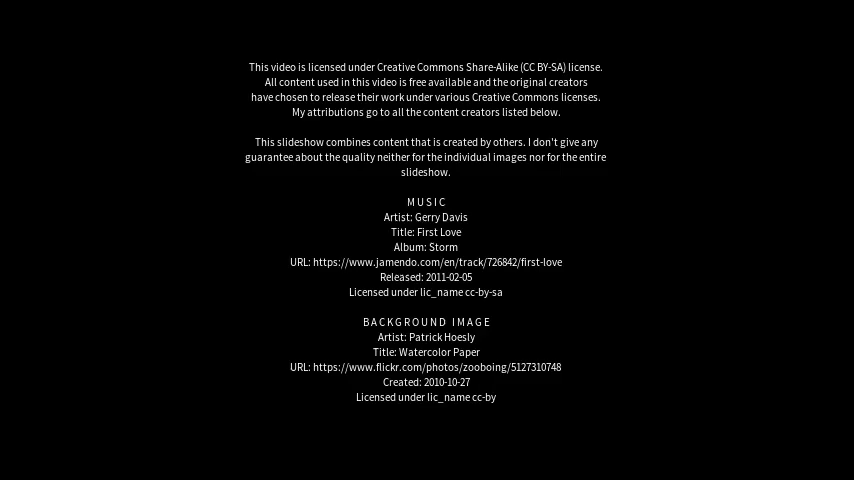 This video is licensed under Creative Commons Share-Alike (CC BY-SA) license.
All content used in this video is free available and the original creators
have chosen to release their work under various Creative Commons licenses.
My attributions go to all the content creators listed below.
This slideshow combines content that is created by others. I don't give any
guarantee about the quality neither for the individual images nor for the entire
slideshow.
MUSIC
Artist: Gerry Davis
Title: First Love
Album: Storm
URL: https://www.jamendo.com/en/track/726842/first-love
Released: 2011-02-05
Licensed under lic_name cc-by-sa
BACKGROUND IMAGE
Artist: Patrick Hoesly
Title: Watercolor Paper
URL: https://www.flickr.com/photos/zooboing/5127310748
Created: 2010-10-27
Licensed under lic_name cc-by